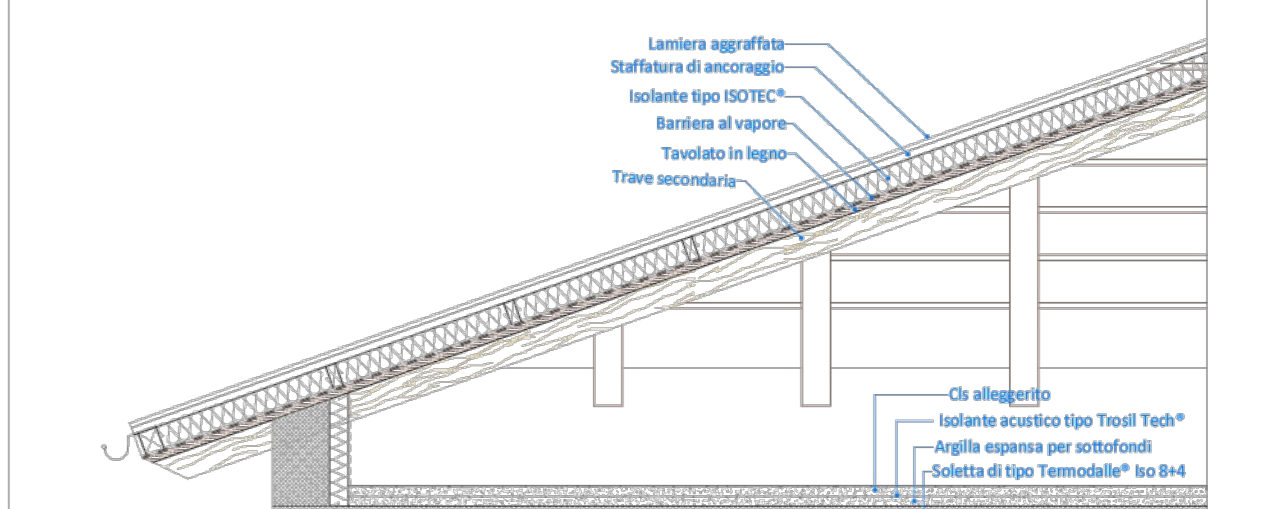 Lamiera aggraffata
Staffatura di ancoraggio
Isolante tipo ISOTEC®
Barriera al vapore
Tavolato in legno
Trave secondaria
Cls alleggerito
Isolante acustico tipo Trosil Tech®
Argilla espansa per sottofondi
Soletta di tipo Termodalle® Iso 8+4